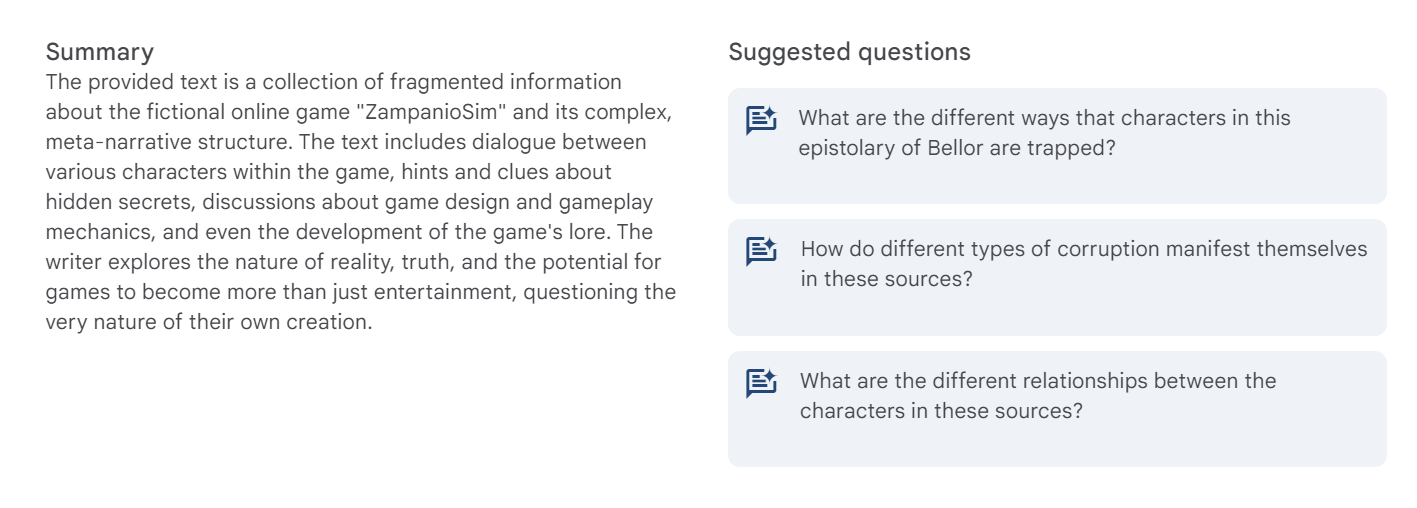 Summary
The provided text is a collection of fragmented information
about the fictional online game "ZampanioSim" and its complex,
meta-narrative structure. The text includes dialogue between
various characters within the game, hints and clues about
hidden secrets, discussions about game design and gameplay
mechanics, and even the development of the game's lore. The
writer explores the nature of reality, truth, and the potential for
games to become more than just entertainment, questioning the
very nature of their own creation.
Suggested questions
What are the different ways that characters in this
epistolary of Bellor are trapped?
How do different types of corruption manifest themselves
in these sources?
What are the different relationships between the
characters in these sources?